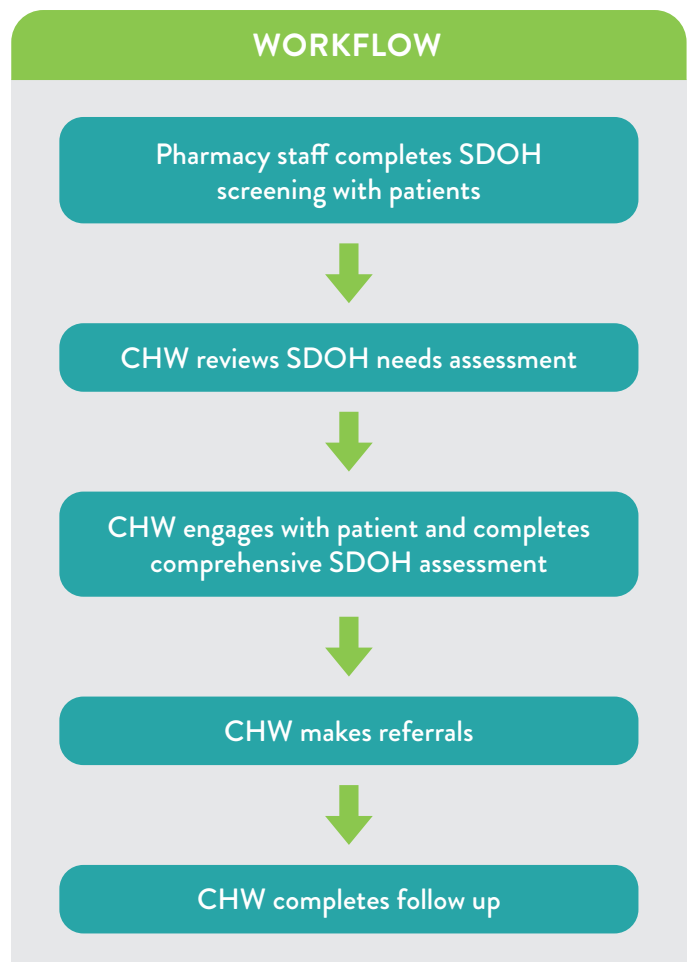 WORKFLOW
Pharmacy staff completes SDOH
screening with patients
CHW reviews SDOH needs assessment
CHW engages with patient and completes
comprehensive SDOH assessment
CHW makes referrals
CHW completes follow up